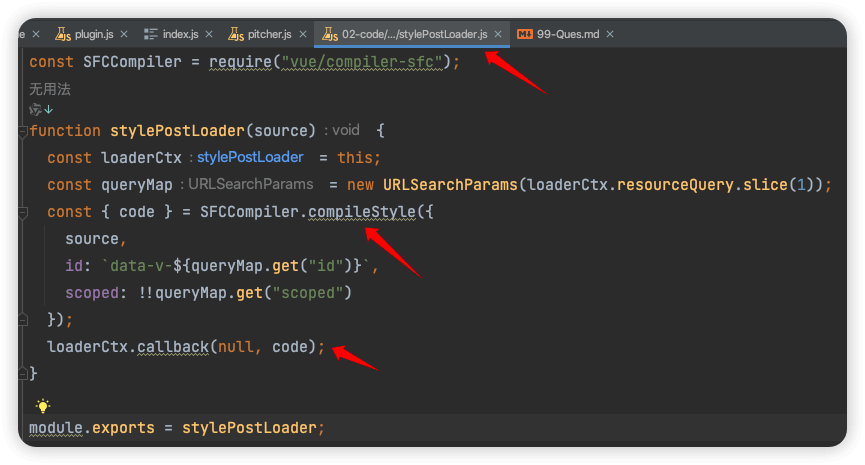 e × plugin.js × index.js × pitcher.js × 02-code/.../stylePostLoader.js × 99-Ques.md ×
const SFCCompiler = require("vue/compiler-sfc");
无用法
function stylePostLoader(source) : void {
const loaderCtx : stylePostLoader = this;
const queryMap : URLSearchParams = new URLSearchParams(loaderCtx.resourceQuery.slice(1));
const { code } = SFCCompiler.compileStyle({
source,
id: `data-v-${queryMap.get("id")}`,
scoped: !!queryMap.get("scoped")
});
loaderCtx.callback(null, code);
}
module.exports = stylePostLoader;